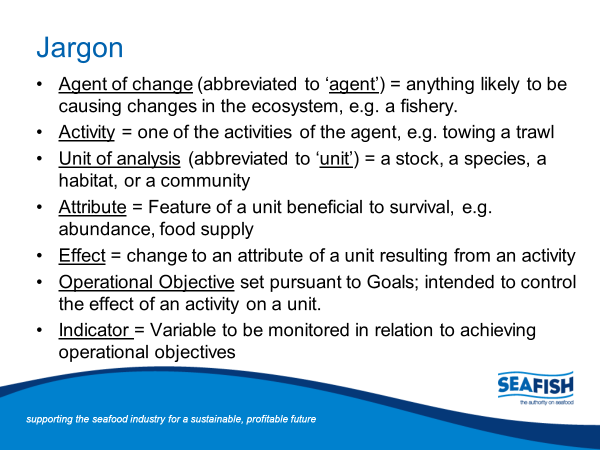 Jargon
• Agent of change (abbreviated to ‘agent’) = anything likely to be
causing changes in the ecosystem, e.g. a fishery.
• Activity = one of the activities of the agent, e.g. towing a trawl
• Unit of analysis (abbreviated to ‘unit’) = a stock, a species, a
habitat, or a community
• Attribute = Feature of a unit beneficial to survival, e.g.
abundance, food supply
• Effect = change to an attribute of a unit resulting from an activity
• Operational Objective set pursuant to Goals; intended to control
the effect of an activity on a unit.
• Indicator = Variable to be monitored in relation to achieving
operational objectives
SEAFISH
the authority on seafood
supporting the seafood industry for a sustainable, profitable future